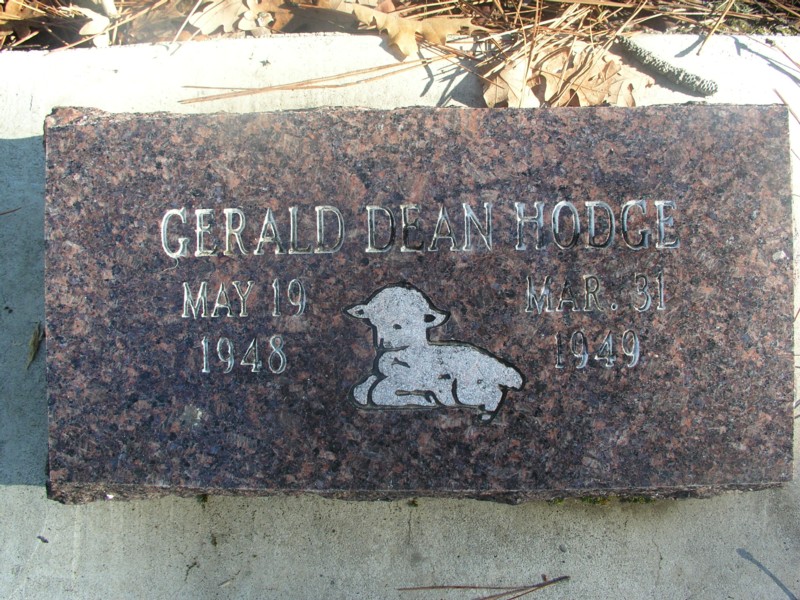 GERALD DEAN HODGE
MAY 19 MAR. 31
1948 1949